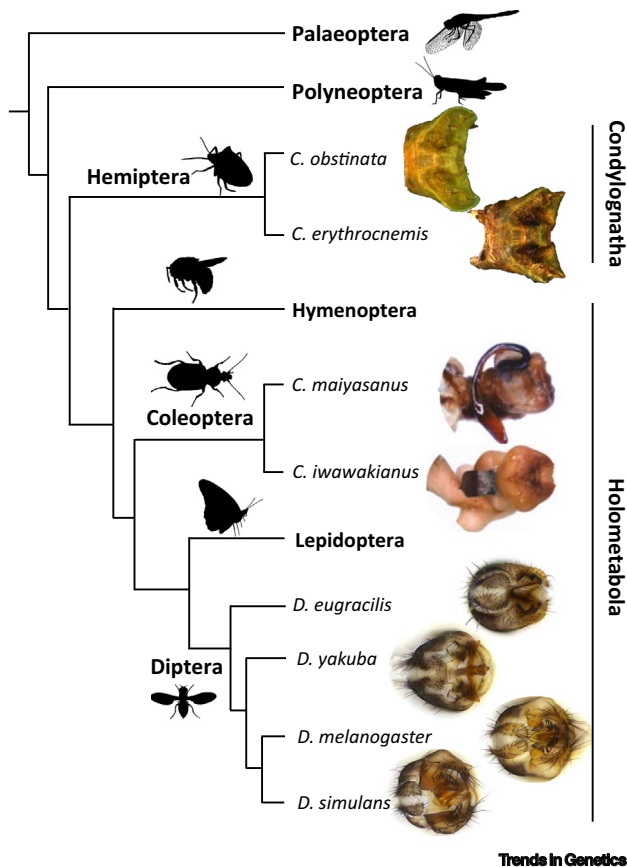 Palaeoptera
Polyneoptera
C. obstinata
Hemiptera
C. erythrocnemis
Condylognatha
Hymenoptera
C. maiyasanus
Coleoptera
C. iwawakianus
Lepidoptera
Holometabola
D. eugracilis
D. yakuba
Diptera
D. melanogaster
D. simulans
Trends in Genetics